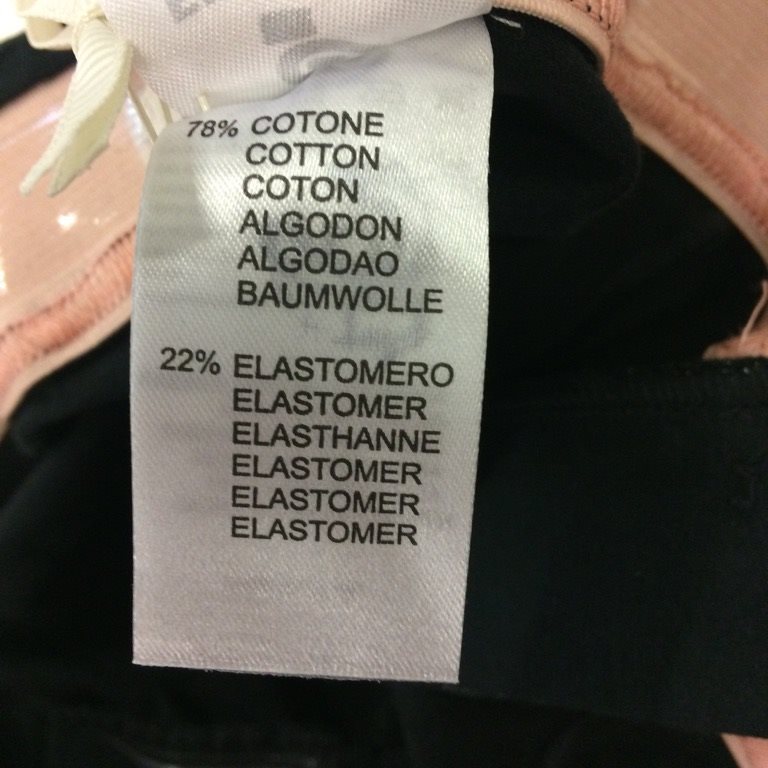 78% COTONE
COTTON
COTON
ALGODON
ALGODAO
BAUMWOLLE
22% ELASTOMERO
ELASTOMER
ELASTHANNE
ELASTOMER
ELASTOMER
ELASTOMER